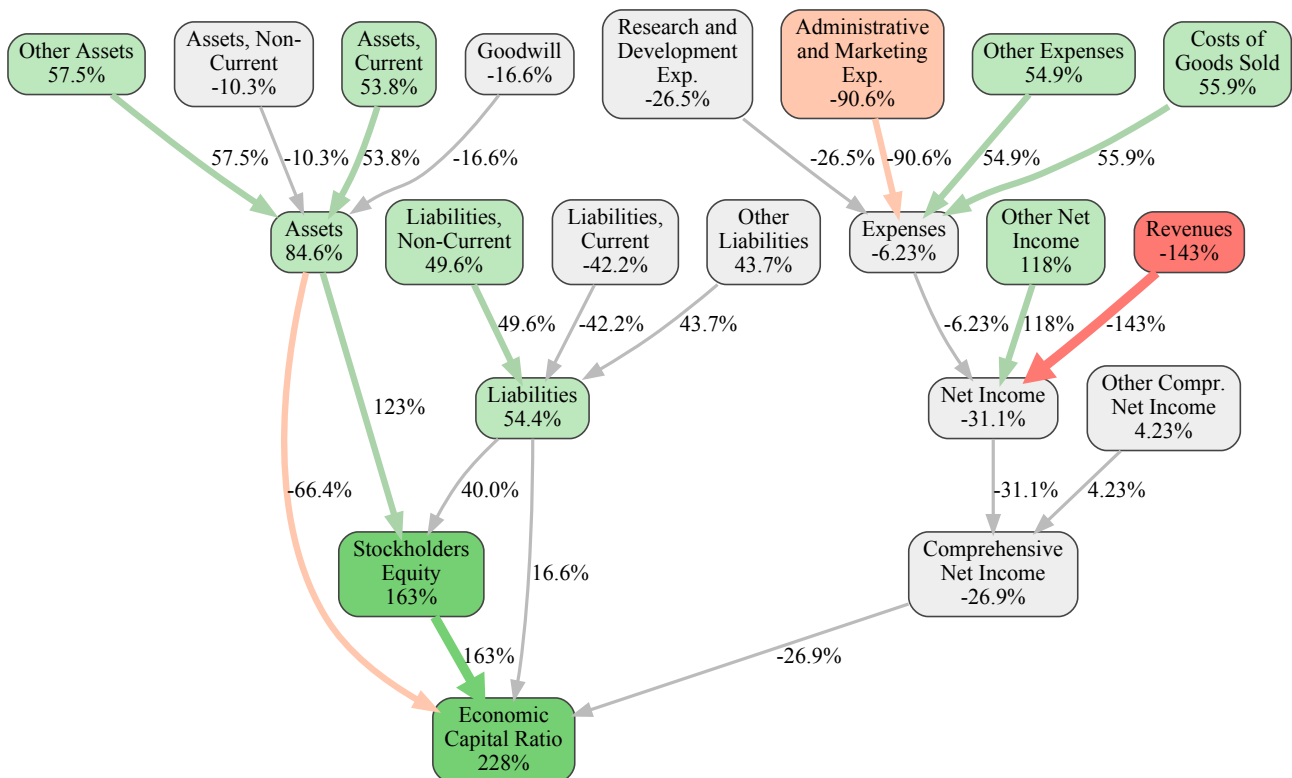 Other Assets
57.5%
Assets, Non-
Current
-10.3%
Assets,
Current
53.8%
Goodwill
-16.6%
Research and
Development
Exp.
-26.5%
Administrative
and Marketing
Exp.
-90.6%
Other Expenses
54.9%
Costs of
Goods Sold
55.9%
57.5%
-10.3%
53.8%
-16.6%
-26.5%
-90.6%
54.9%
55.9%
Assets
84.6%
Liabilities,
Non-Current
49.6%
Liabilities,
Current
-42.2%
Other
Liabilities
43.7%
Expenses
-6.23%
Other Net
Income
118%
Revenues
-143%
49.6%
-42.2%
43.7%
-6.23%
118%
-143%
123%
Liabilities
54.4%
Net Income
-31.1%
Other Compr.
Net Income
4.23%
-66.4%
40.0%
-31.1%
4.23%
Stockholders
Equity
163%
16.6%
Comprehensive
Net Income
-26.9%
163%
-26.9%
Economic
Capital Ratio
228%